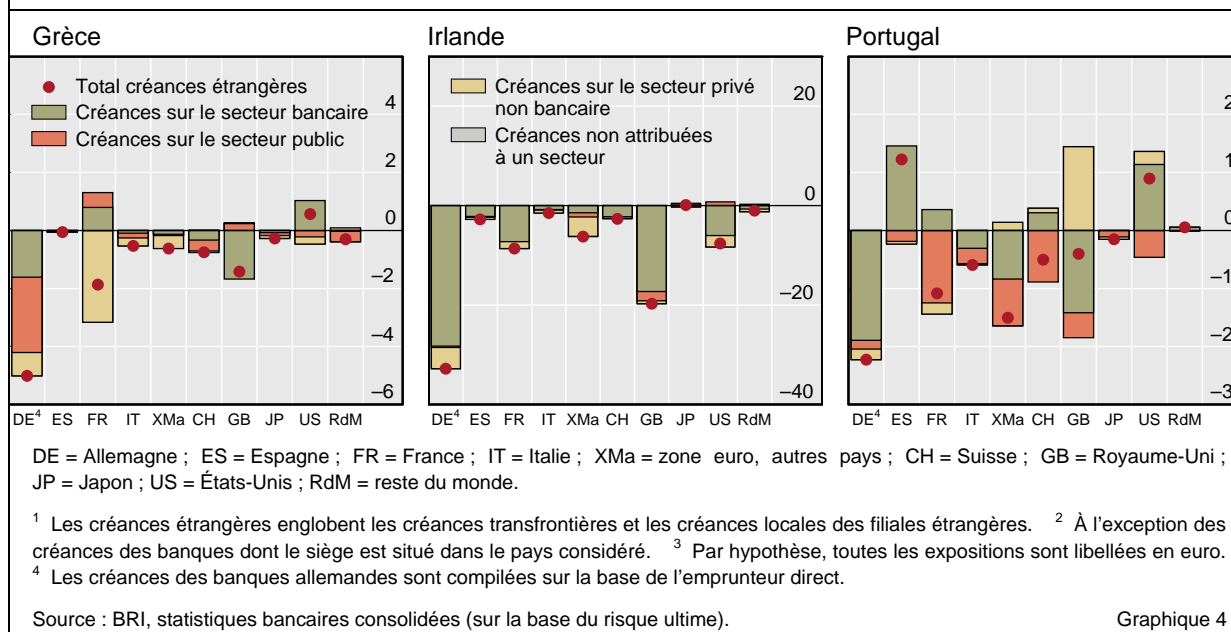 Grèce
Irlande
Portugal
Total créances étrangères
Créances sur le secteur bancaire
Créances sur le secteur public
4
2
0
–2
–4
–6
DE⁴ ES FR IT XMa CH GB JP US RdM
Créances sur le secteur privé
non bancaire
Créances non attribuées
à un secteur
20
0
–20
–40
DE⁴ ES FR IT XMa CH GB JP US RdM
2
1
0
–1
–2
–3
DE⁴ ES FR IT XMa CH GB JP US RdM
DE = Allemagne ; ES = Espagne ; FR = France ; IT = Italie ; XMa = zone euro, autres pays ; CH = Suisse ; GB = Royaume-Uni ;
JP = Japon ; US = États-Unis ; RdM = reste du monde.
¹ Les créances étrangères englobent les créances transfrontières et les créances locales des filiales étrangères. ² À l’exception des
créances des banques dont le siège est situé dans le pays considéré. ³ Par hypothèse, toutes les expositions sont libellées en euro.
⁴ Les créances des banques allemandes sont compilées sur la base de l’emprunteur direct.
Source : BRI, statistiques bancaires consolidées (sur la base du risque ultime).
Graphique 4